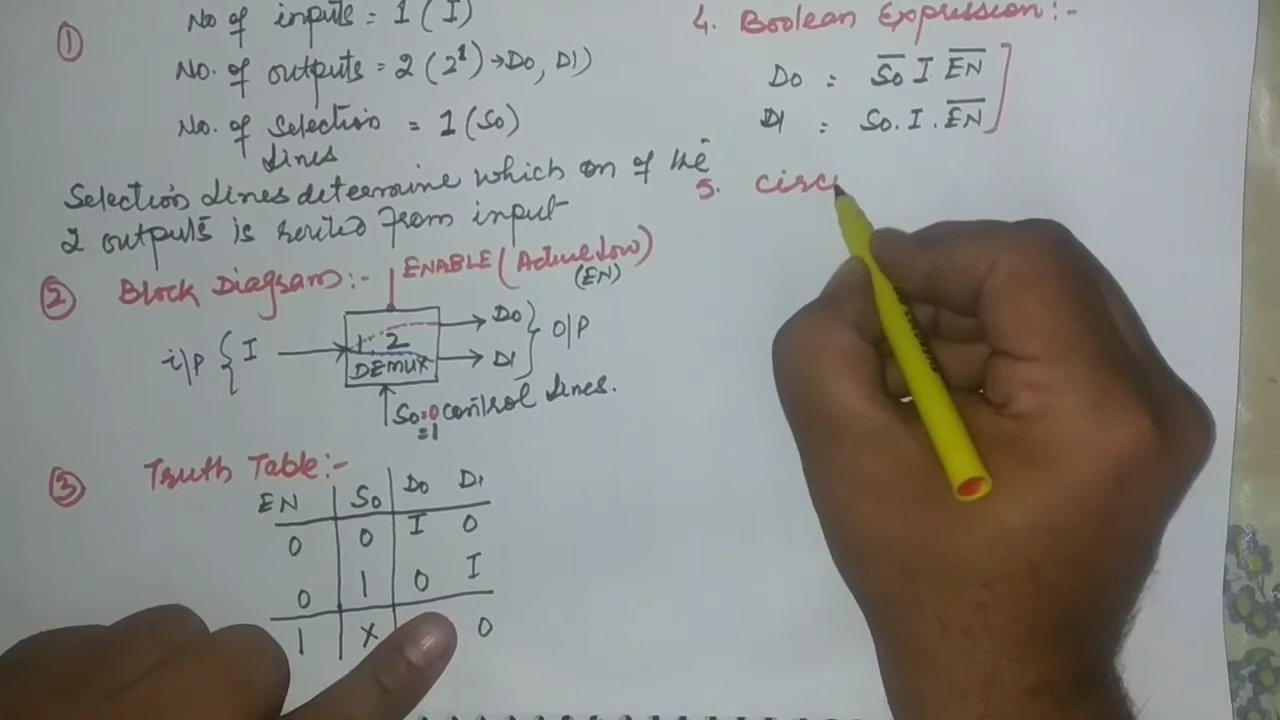 ① No of inputs = 1 (I)
No. of outputs = 2 (2¹) → D0, D1)
No. of Selection = 1 (S0)
Lines
Selection Lines determine which on of the
2 outputs is routed from input
② Block Diagram:-
ENABLE (Active Low)
(EN)
i/p { I
1 2
DEMUX
D0
D1
} O/P
S0=0 control Lines.
=1
③ Truth Table:-
EN S0 D0 D1
0 0 I 0
0 1 0 I
1 X 0
4. Boolean Expression:-
D0 = S̅0̅ I E̅N̅
D1 = S0. I. E̅N̅
5. circ